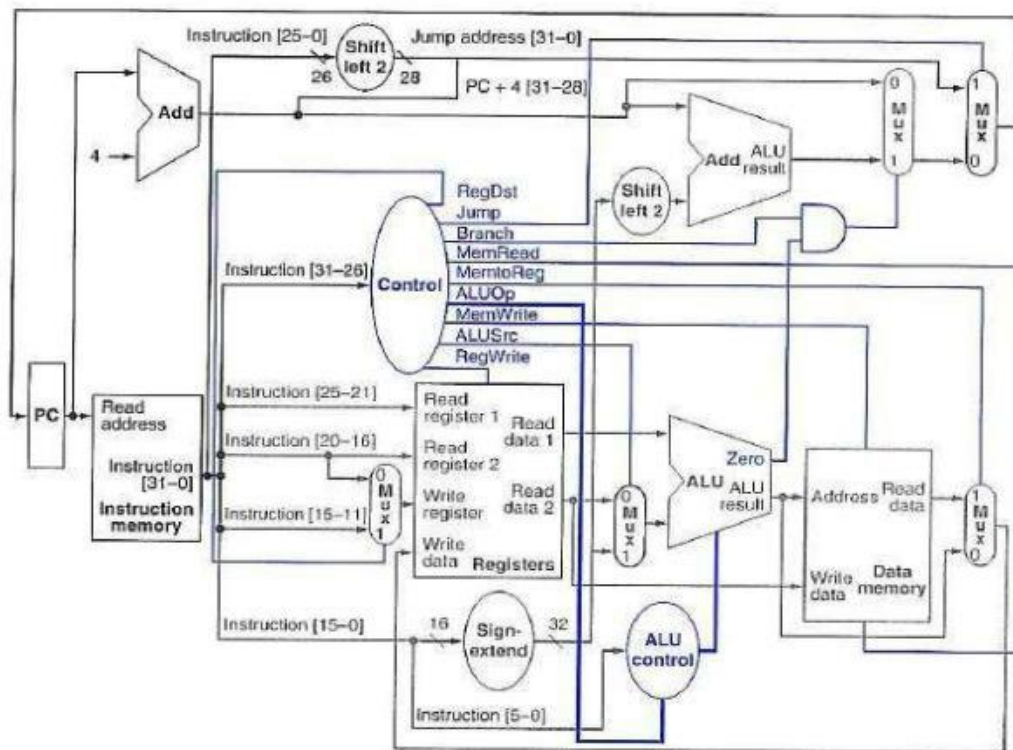 Instruction [25–0]
Shift
left 2
Jump address [31–0]
26
28
PC + 4 [31–28]
Add
4
0
M
u
x
1
1
M
u
x
0
Add
ALU
result
Shift
left 2
RegDst
Jump
Branch
MemRead
MemtoReg
ALUOp
MemWrite
ALUSrc
RegWrite
Instruction [31–26]
Control
PC
Read
address
Instruction
[31–0]
Instruction
memory
Instruction [25–21]
Instruction [20–16]
Instruction [15–11]
0
M
u
x
1
Read
register 1
Read
register 2
Write
register
Write
data
Read
data 1
Read
data 2
Registers
0
M
u
x
1
Zero
ALU
ALU
result
Address
Read
data
Write
data
Data
memory
1
M
u
x
0
Instruction [15–0]
16
Sign-
extend
32
ALU
control
Instruction [5–0]